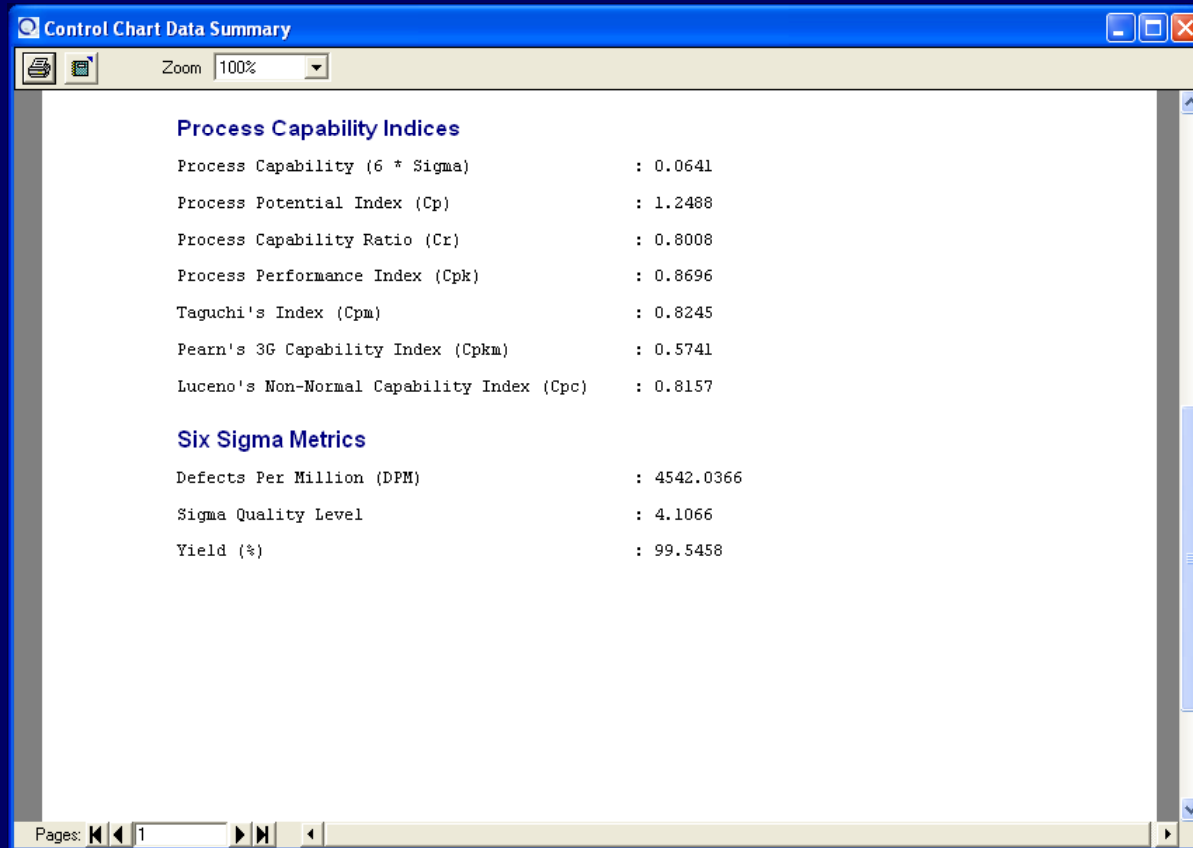 Control Chart Data Summary
Zoom 100%
Process Capability Indices
Process Capability (6 * Sigma) : 0.0641
Process Potential Index (Cp) : 1.2488
Process Capability Ratio (Cr) : 0.8008
Process Performance Index (Cpk) : 0.8696
Taguchi's Index (Cpm) : 0.8245
Pearn's 3G Capability Index (Cpkm) : 0.5741
Luceno's Non-Normal Capability Index (Cpc) : 0.8157
Six Sigma Metrics
Defects Per Million (DPM) : 4542.0366
Sigma Quality Level : 4.1066
Yield (%) : 99.5458
Pages: 1